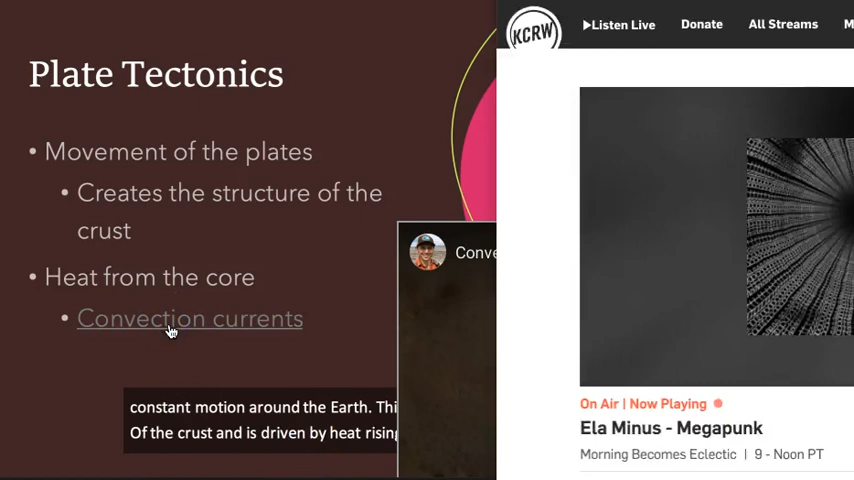 Plate Tectonics
• Movement of the plates
• Creates the structure of the
crust
• Heat from the core
• Convection currents
constant motion around the Earth. Thi
Of the crust and is driven by heat rising
Conve
KCRW
Listen Live
Donate
All Streams
M
On Air | Now Playing
Ela Minus - Megapunk
Morning Becomes Eclectic | 9 - Noon PT